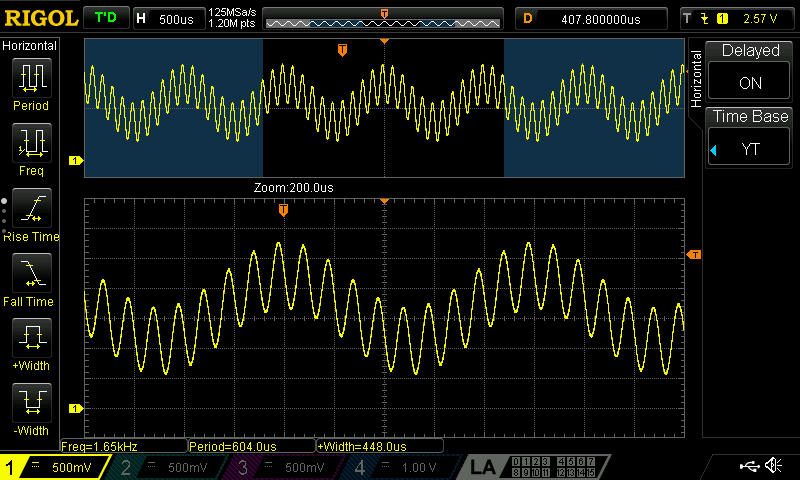 RIGOL T'D H 500us 125MSa/s 1.20M pts T D 407.800000us T 1 2.57 V
Horizontal
Period
Freq
Rise Time
Fall Time
+Width
-Width
T
1
Zoom:200.0us
T
T
1
Freq=1.65kHz Period=604.0us +Width=448.0us
Horizontal
Delayed
ON
Time Base
YT
1 500mV 2 500mV 3 500mV 4 1.00 V LA 0 1 2 3 4 5 6 7
8 9 10 11 12 13 14 15